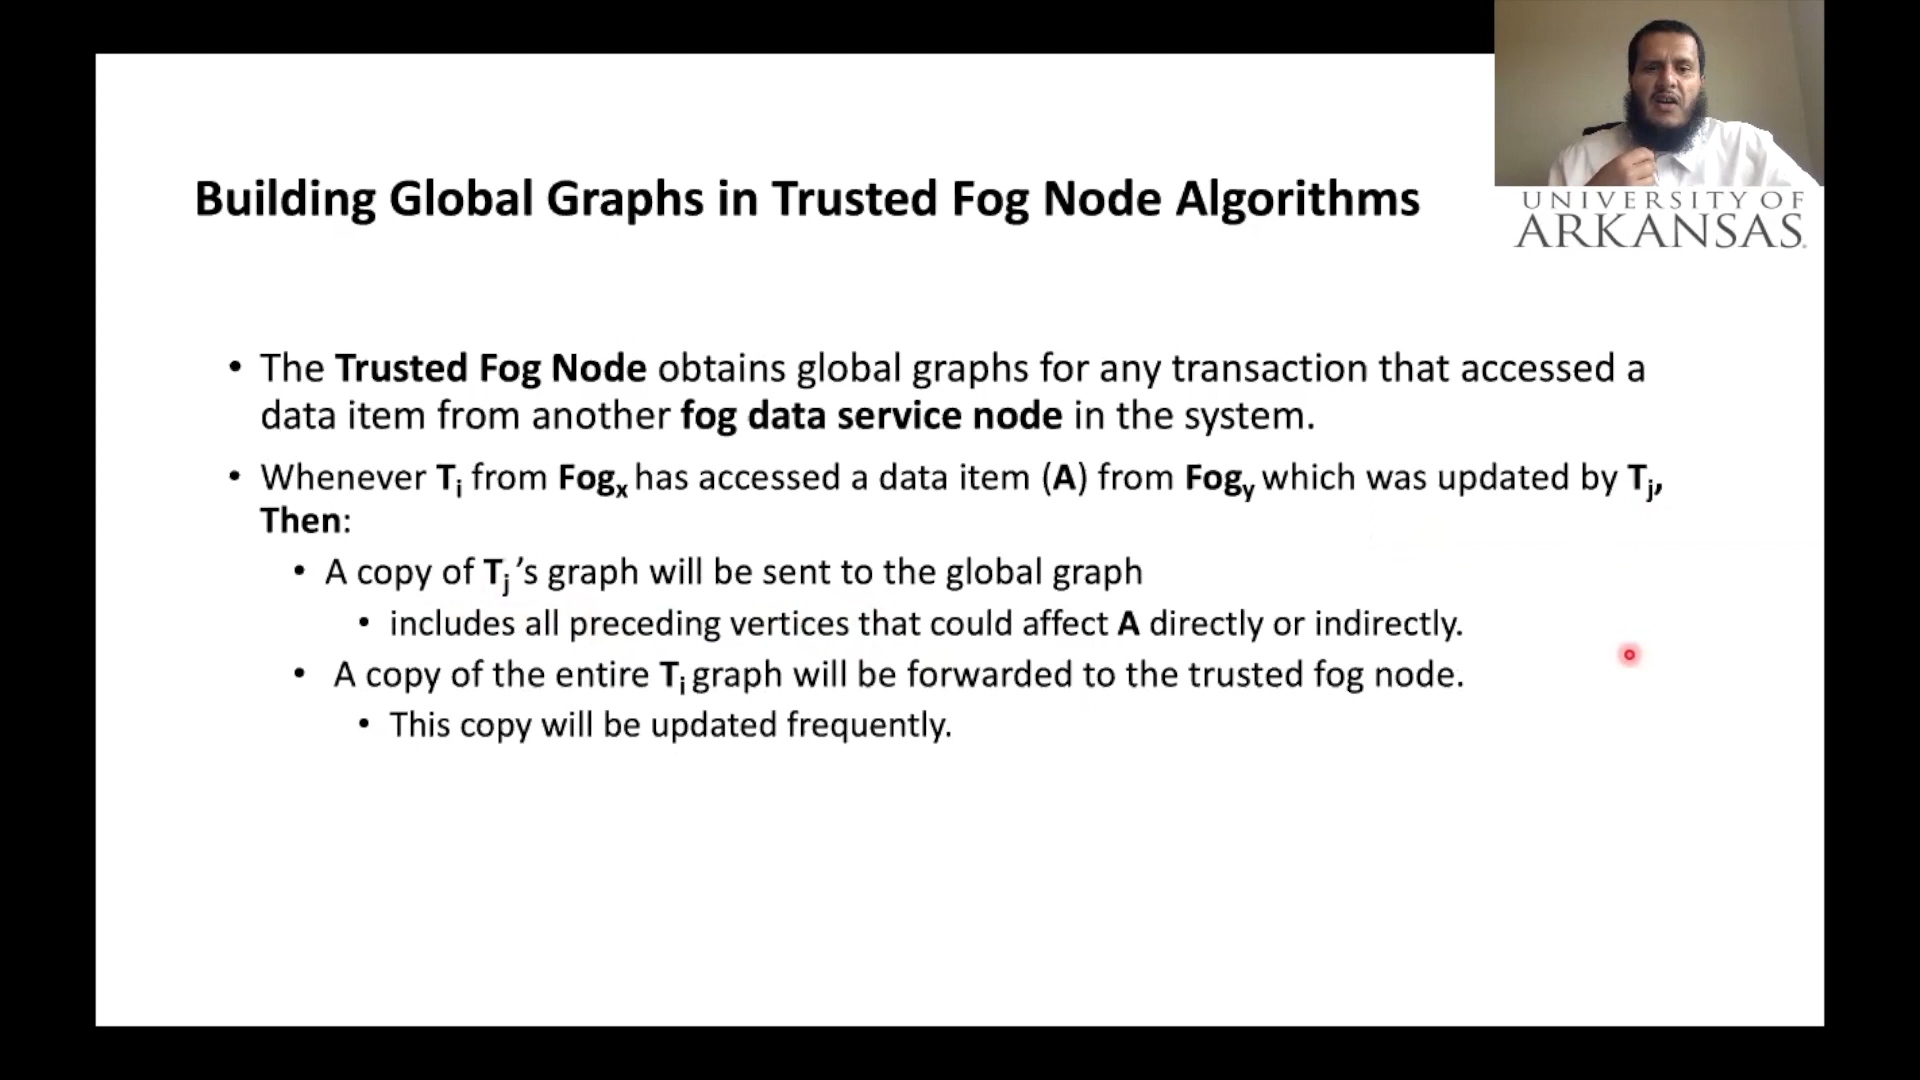 UNIVERSITY OF
ARKANSAS.
Building Global Graphs in Trusted Fog Node Algorithms
• The Trusted Fog Node obtains global graphs for any transaction that accessed a
data item from another fog data service node in the system.
• Whenever Ti from Fogx has accessed a data item (A) from Fogy which was updated by Tj,
Then:
• A copy of Tj ’s graph will be sent to the global graph
• includes all preceding vertices that could affect A directly or indirectly.
• A copy of the entire Ti graph will be forwarded to the trusted fog node.
• This copy will be updated frequently.